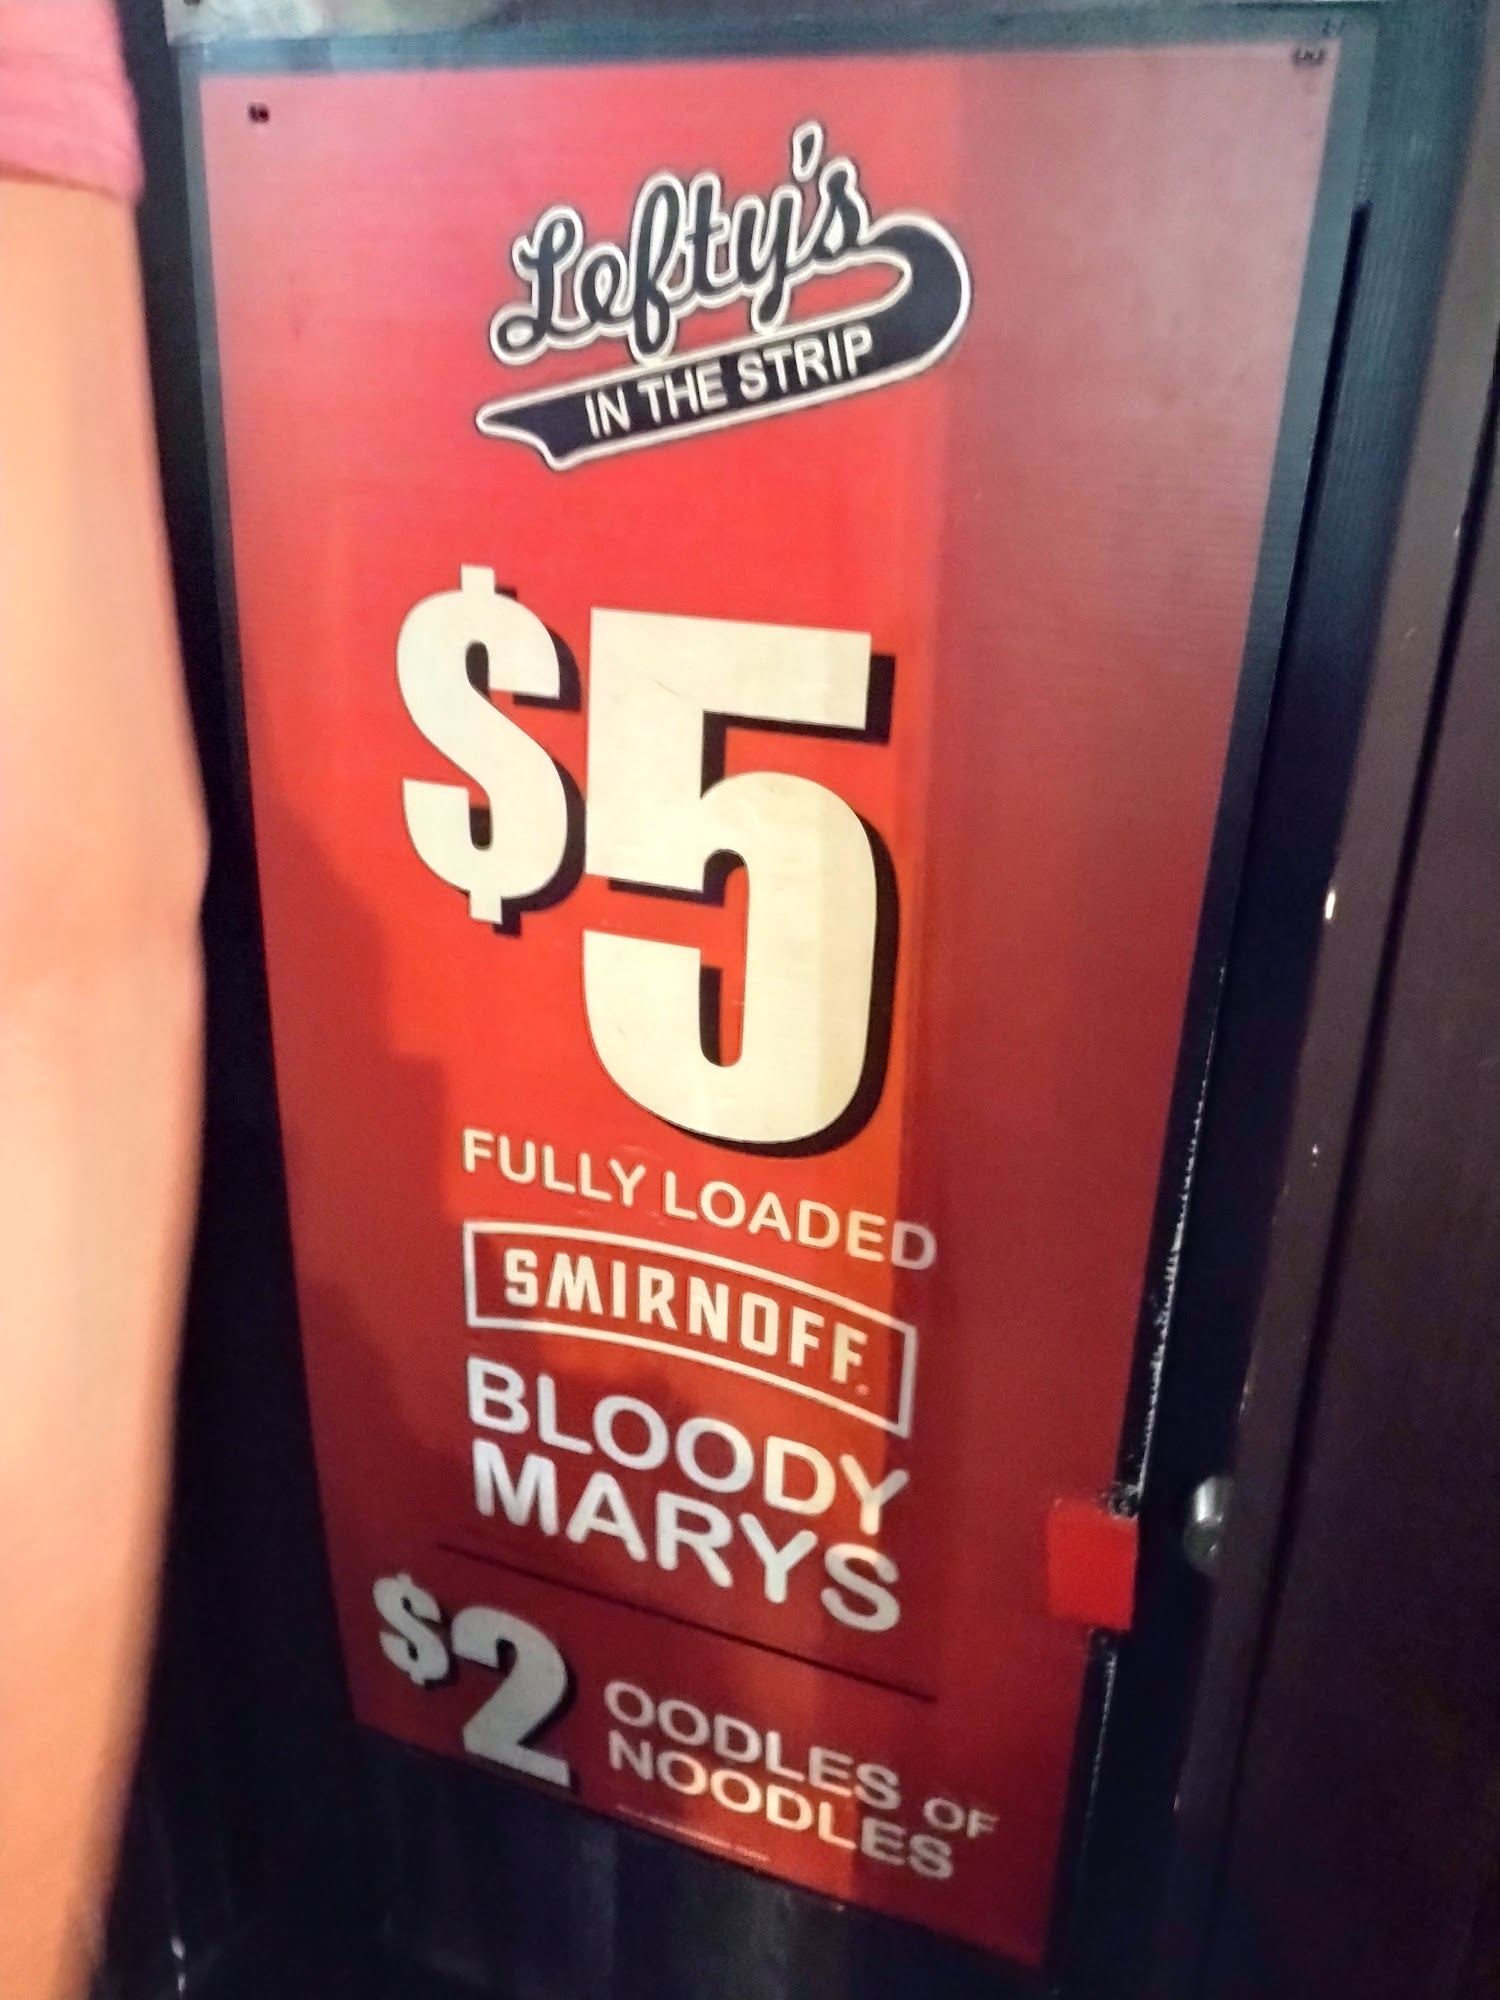 Lefty's
IN THE STRIP
$5
FULLY LOADED
SMIRNOFF
BLOODY
MARYS
$2
OODLES OF
NOODLES